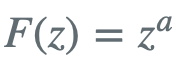 F(z) = z^a